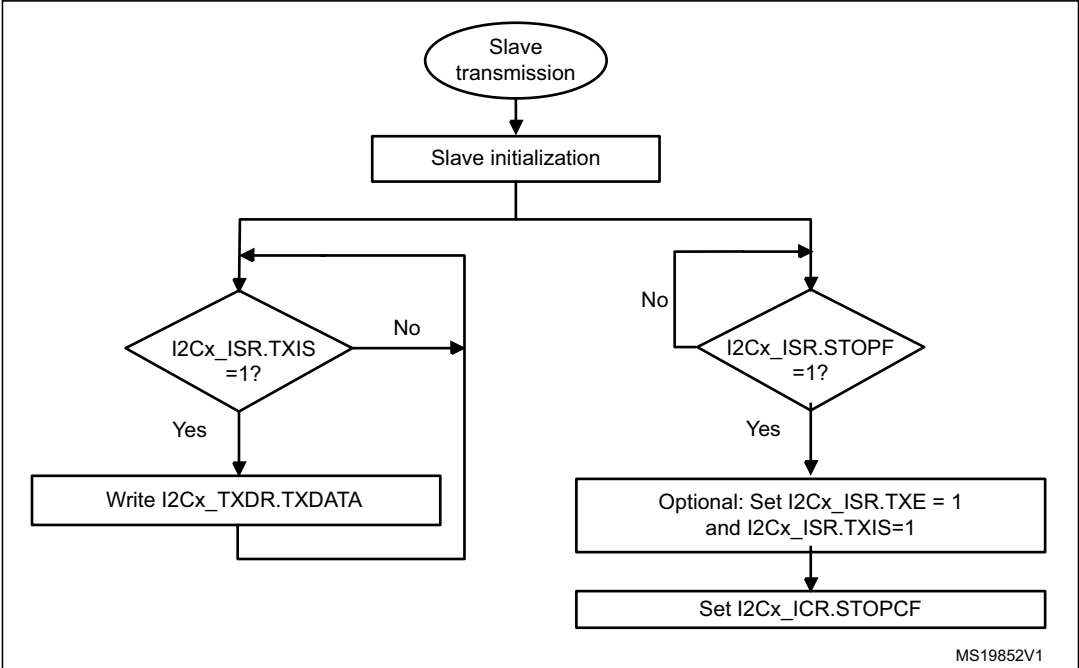 Slave
transmission
Slave initialization
No
I2Cx_ISR.TXIS
=1?
Yes
Write I2Cx_TXDR.TXDATA
No
I2Cx_ISR.STOPF
=1?
Yes
Optional: Set I2Cx_ISR.TXE = 1
and I2Cx_ISR.TXIS=1
Set I2Cx_ICR.STOPCF
MS19852V1